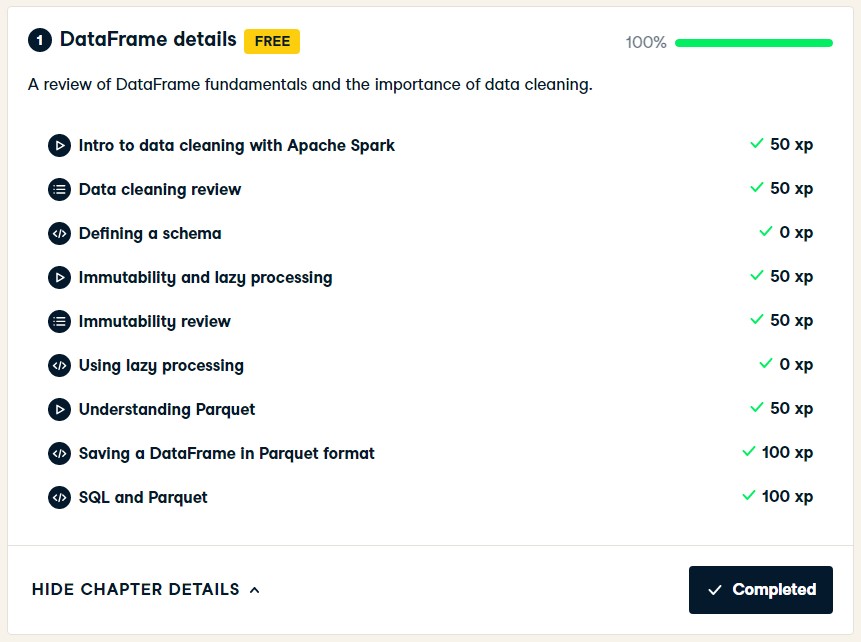 1 DataFrame details FREE 100%
A review of DataFrame fundamentals and the importance of data cleaning.
Intro to data cleaning with Apache Spark 50 xp
Data cleaning review 50 xp
Defining a schema 0 xp
Immutability and lazy processing 50 xp
Immutability review 50 xp
Using lazy processing 0 xp
Understanding Parquet 50 xp
Saving a DataFrame in Parquet format 100 xp
SQL and Parquet 100 xp
HIDE CHAPTER DETAILS Completed